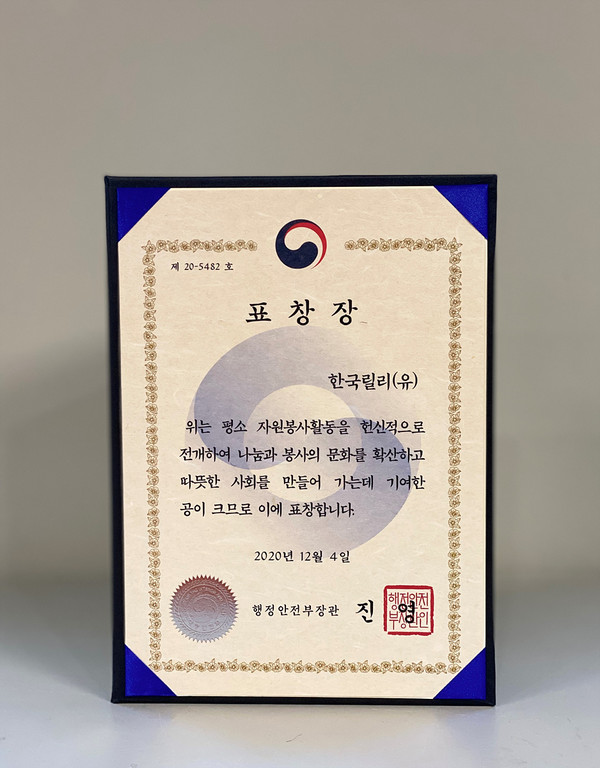 제 20-5482 호
표 창 장
한국릴리(유)
위는 평소 자원봉사활동을 헌신적으로
전개하여 나눔과 봉사의 문화를 확산하고
따뜻한 사회를 만들어 가는데 기여한
공이 크므로 이에 표창합니다.
2020년 12월 4일
행정안전부장관 진 영
행정안전
부장관인